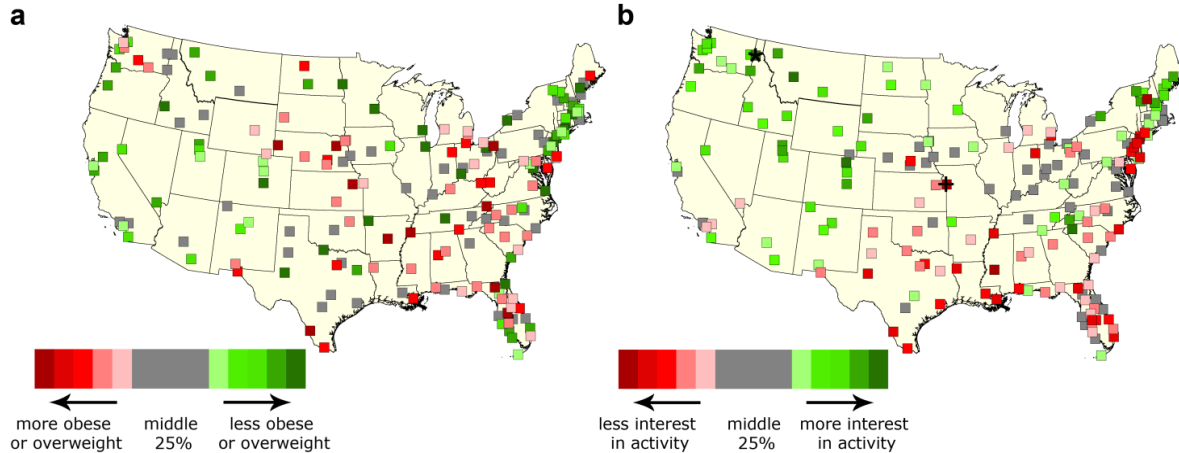 a
b
more obese
or overweight
middle
25%
less obese
or overweight
less interest
in activity
middle
25%
more interest
in activity